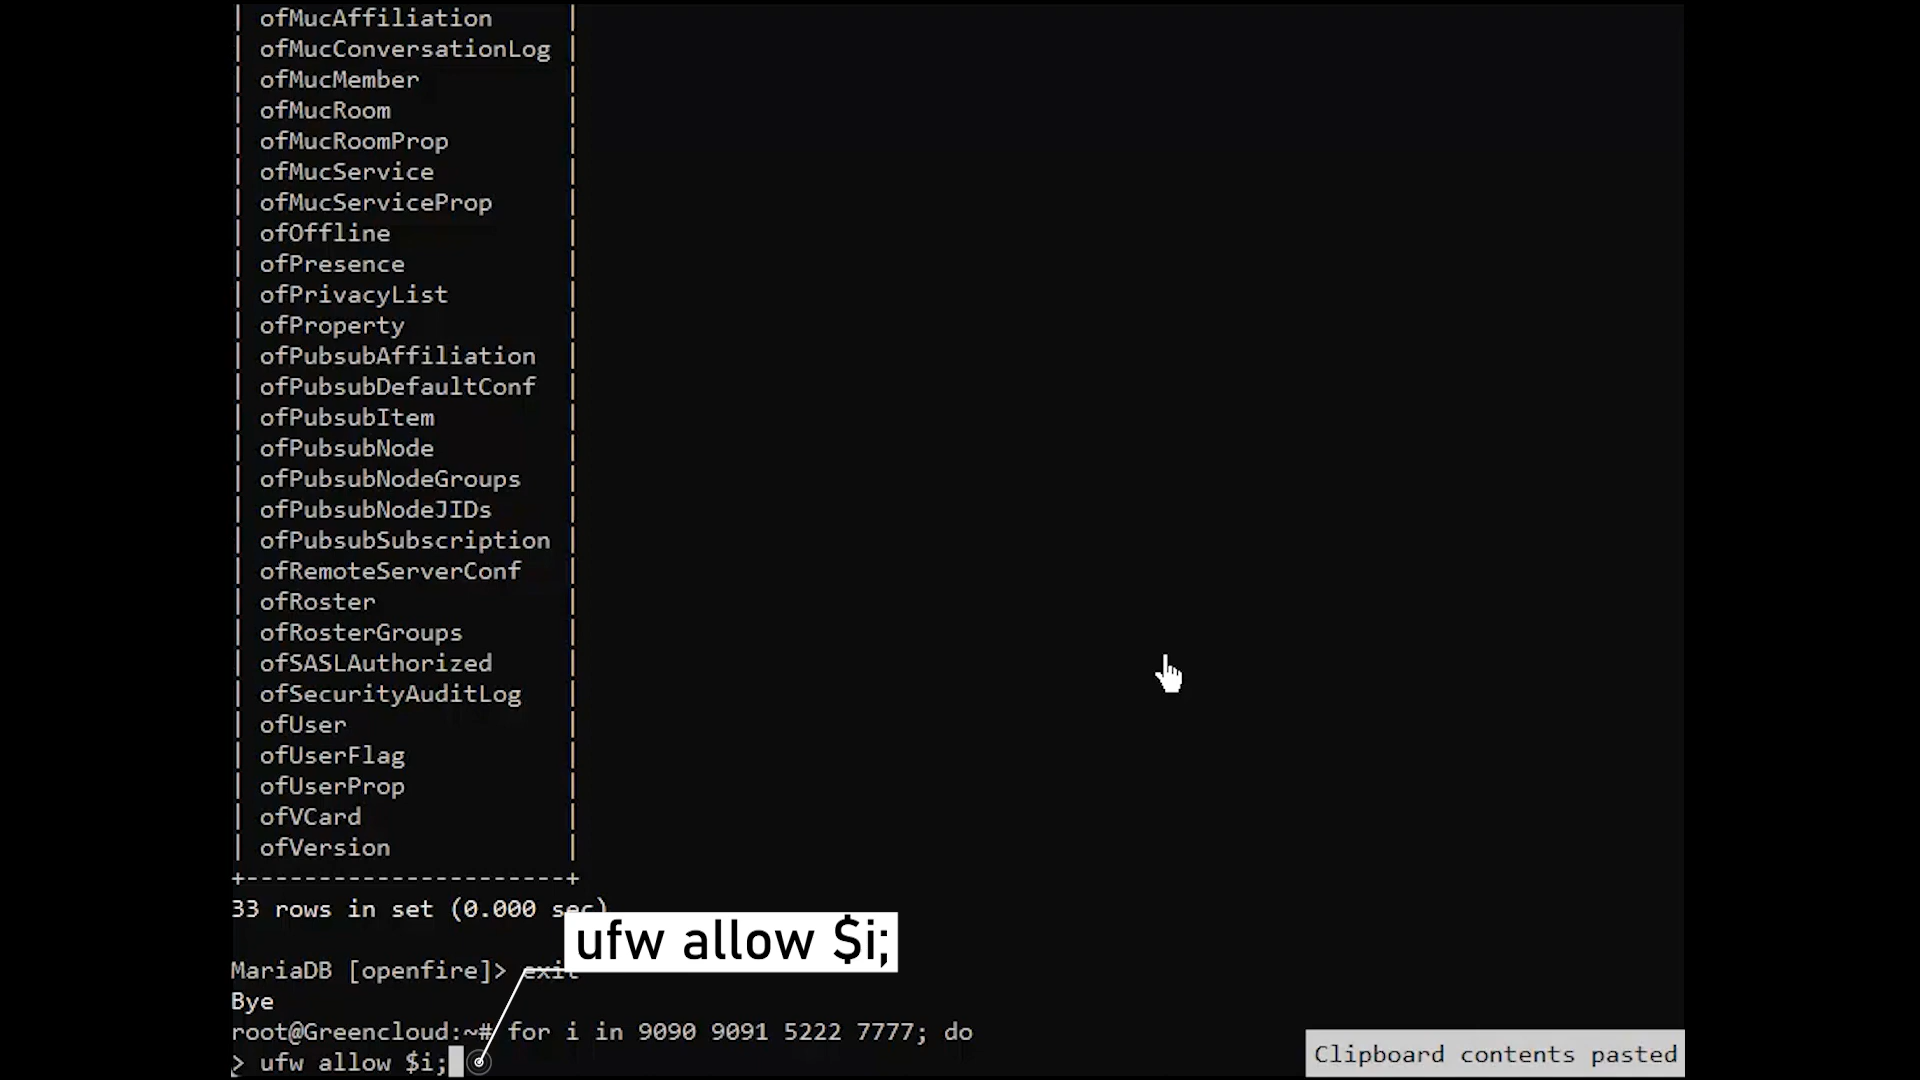 | ofMucAffiliation |
| ofMucConversationLog |
| ofMucMember |
| ofMucRoom |
| ofMucRoomProp |
| ofMucService |
| ofMucServiceProp |
| ofOffline |
| ofPresence |
| ofPrivacyList |
| ofProperty |
| ofPubsubAffiliation |
| ofPubsubDefaultConf |
| ofPubsubItem |
| ofPubsubNode |
| ofPubsubNodeGroups |
| ofPubsubNodeJIDs |
| ofPubsubSubscription |
| ofRemoteServerConf |
| ofRoster |
| ofRosterGroups |
| ofSASLAuthorized |
| ofSecurityAuditLog |
| ofUser |
| ofUserFlag |
| ofUserProp |
| ofVCard |
| ofVersion |
+----------------------+
33 rows in set (0.000 sec)
ufw allow $i;
MariaDB [openfire]> exit
Bye
root@Greencloud:~# for i in 9090 9091 5222 7777; do
> ufw allow $i;
Clipboard contents pasted